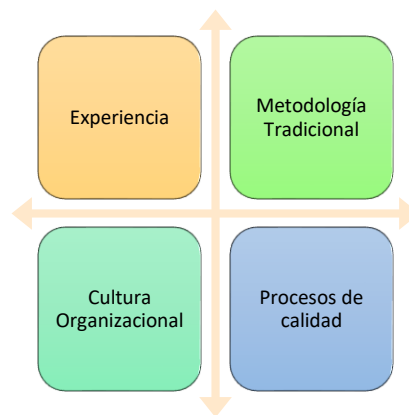 Experiencia
Metodología
Tradicional
Cultura
Organizacional
Procesos de
calidad